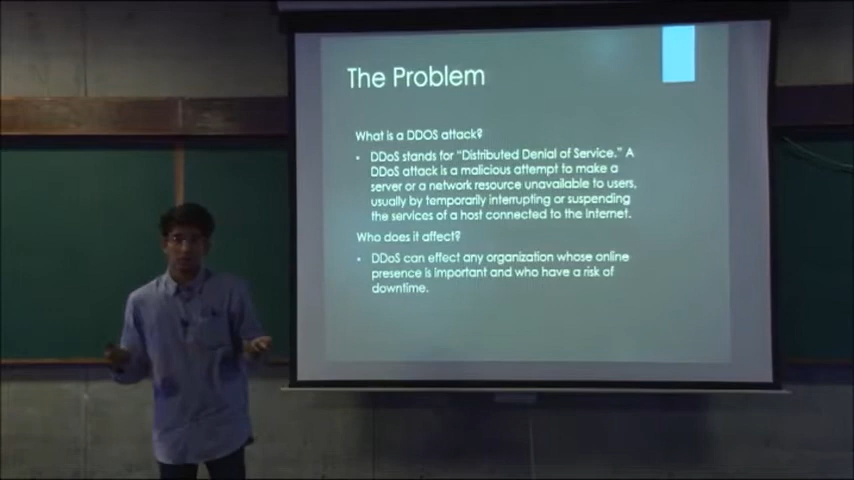 The Problem
What is a DDOS attack?
• DDoS stands for "Distributed Denial of Service." A
DDoS attack is a malicious attempt to make a
server or a network resource unavailable to users,
usually by temporarily interrupting or suspending
the services of a host connected to the Internet.
Who does it affect?
• DDoS can effect any organization whose online
presence is important and who have a risk of
downtime.